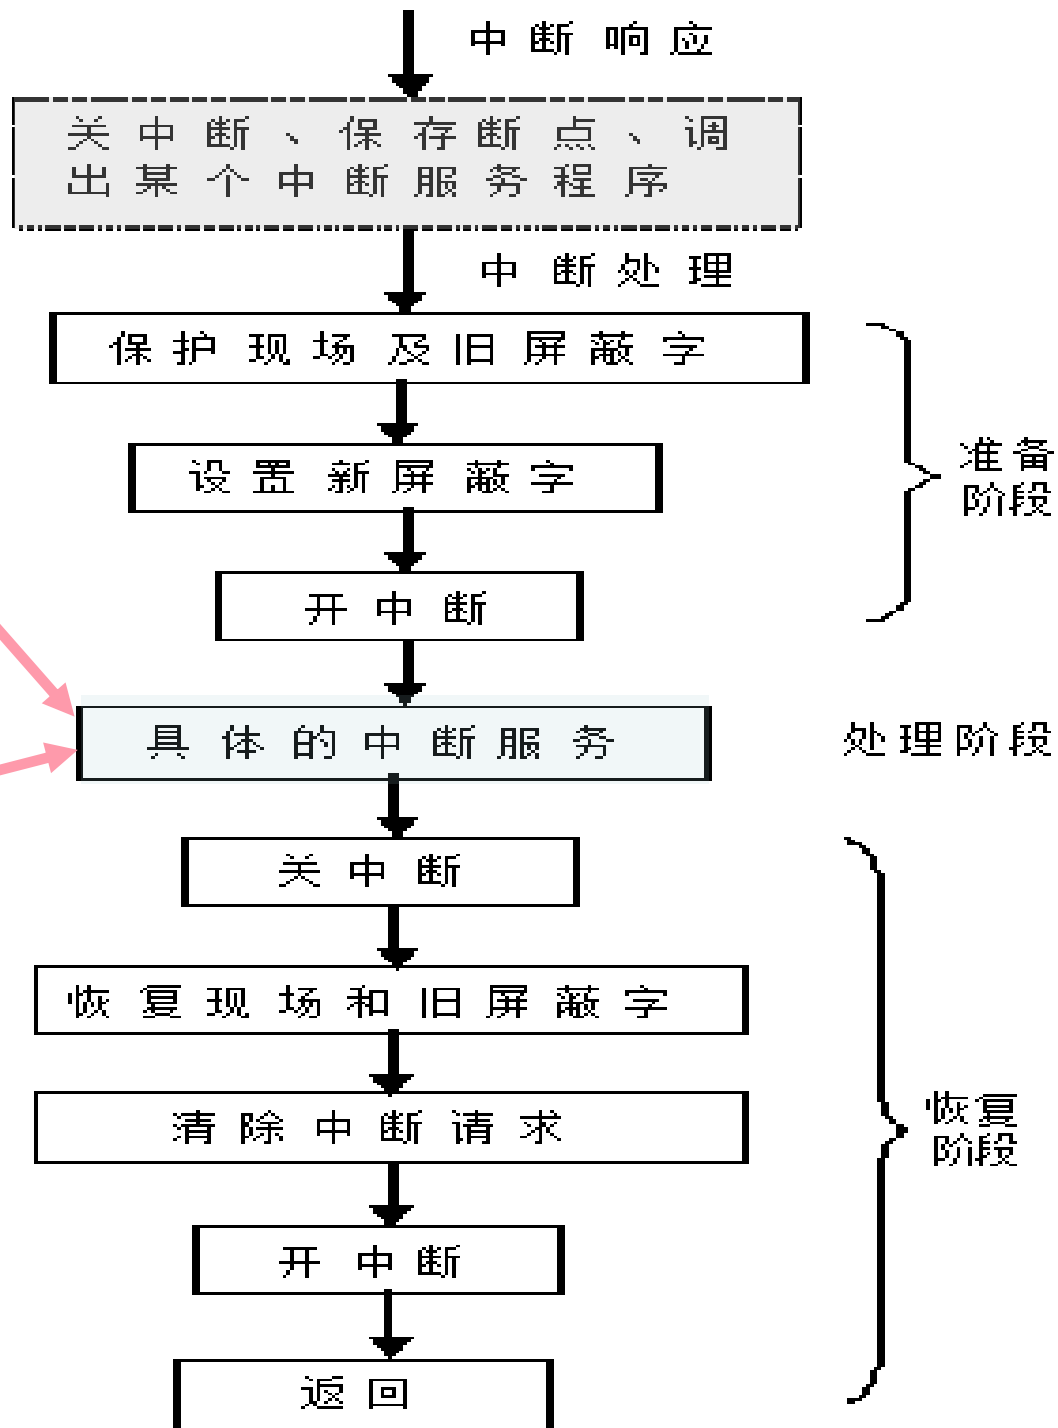 中断响应
关中断、保存断点、调
出某个中断服务程序
中断处理
保护现场及旧屏蔽字
设置新屏蔽字
准备
阶段
开中断
具体的中断服务
处理阶段
关中断
恢复现场和旧屏蔽字
清除中断请求
恢复
阶段
开中断
返回